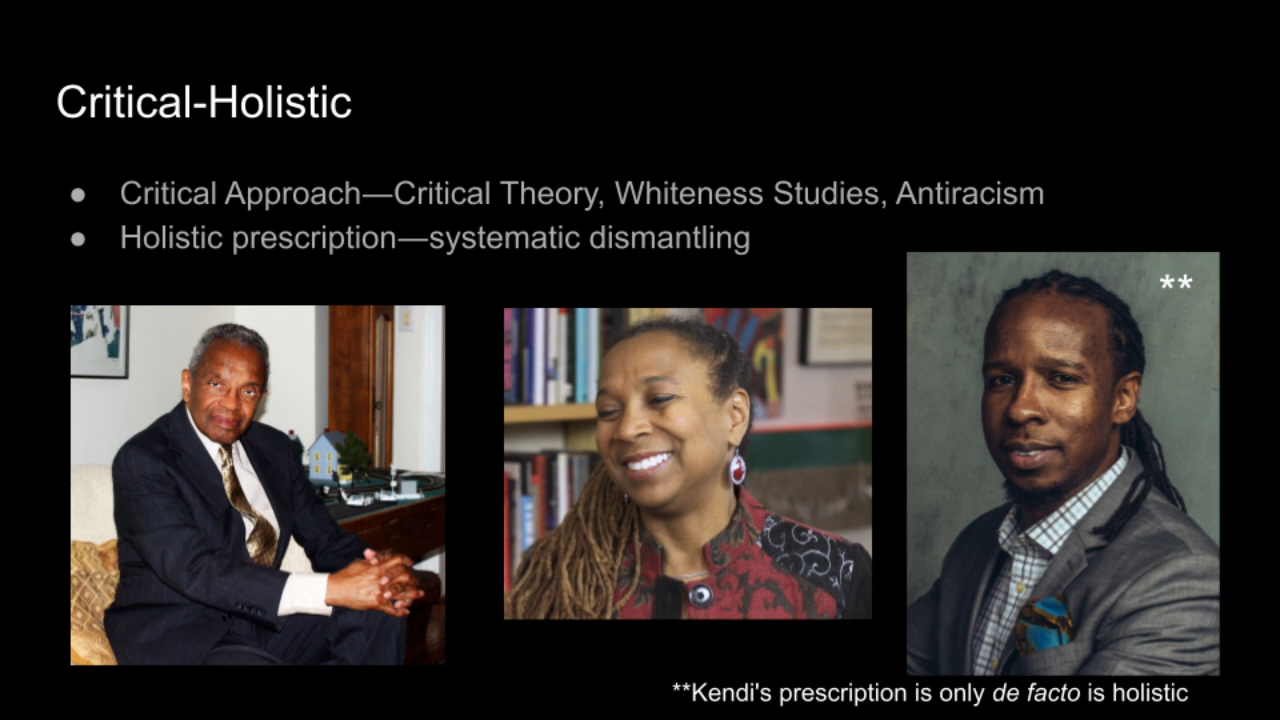 Critical-Holistic
● Critical Approach—Critical Theory, Whiteness Studies, Antiracism
● Holistic prescription—systematic dismantling
**
**Kendi's prescription is only de facto is holistic